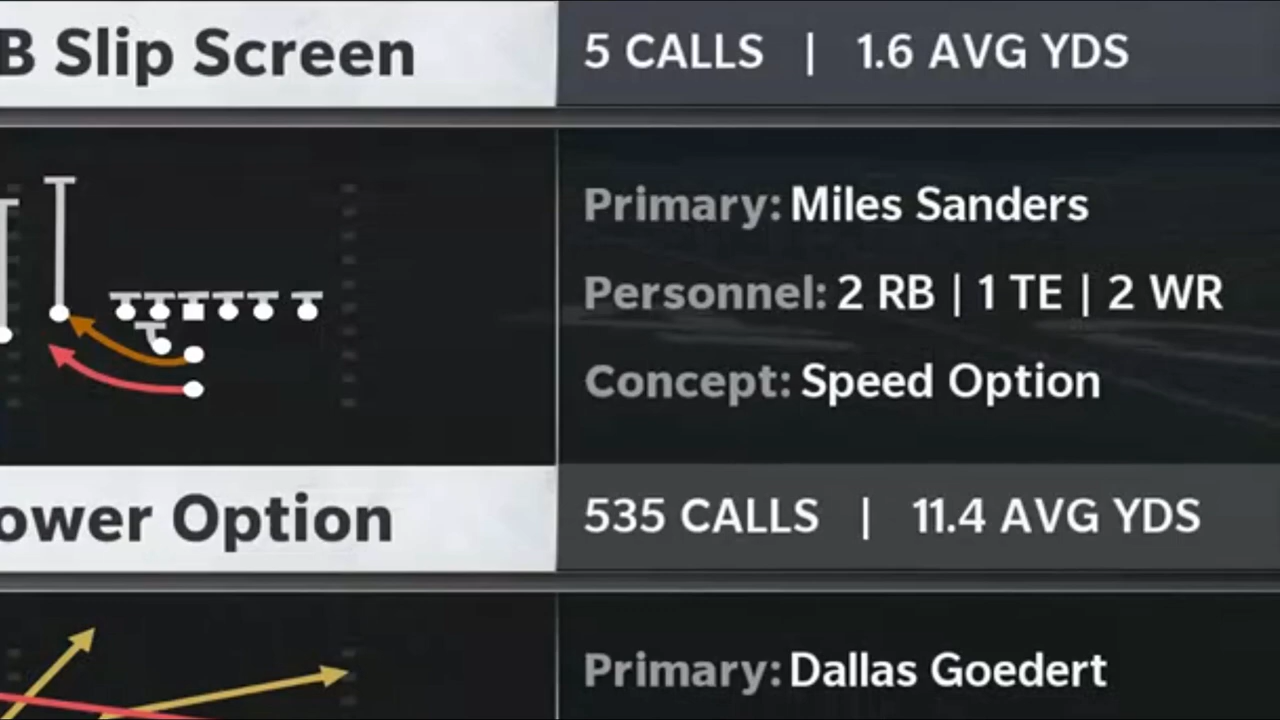 B Slip Screen
5 CALLS | 1.6 AVG YDS
Primary: Miles Sanders
Personnel: 2 RB | 1 TE | 2 WR
Concept: Speed Option
ower Option
535 CALLS | 11.4 AVG YDS
Primary: Dallas Goedert